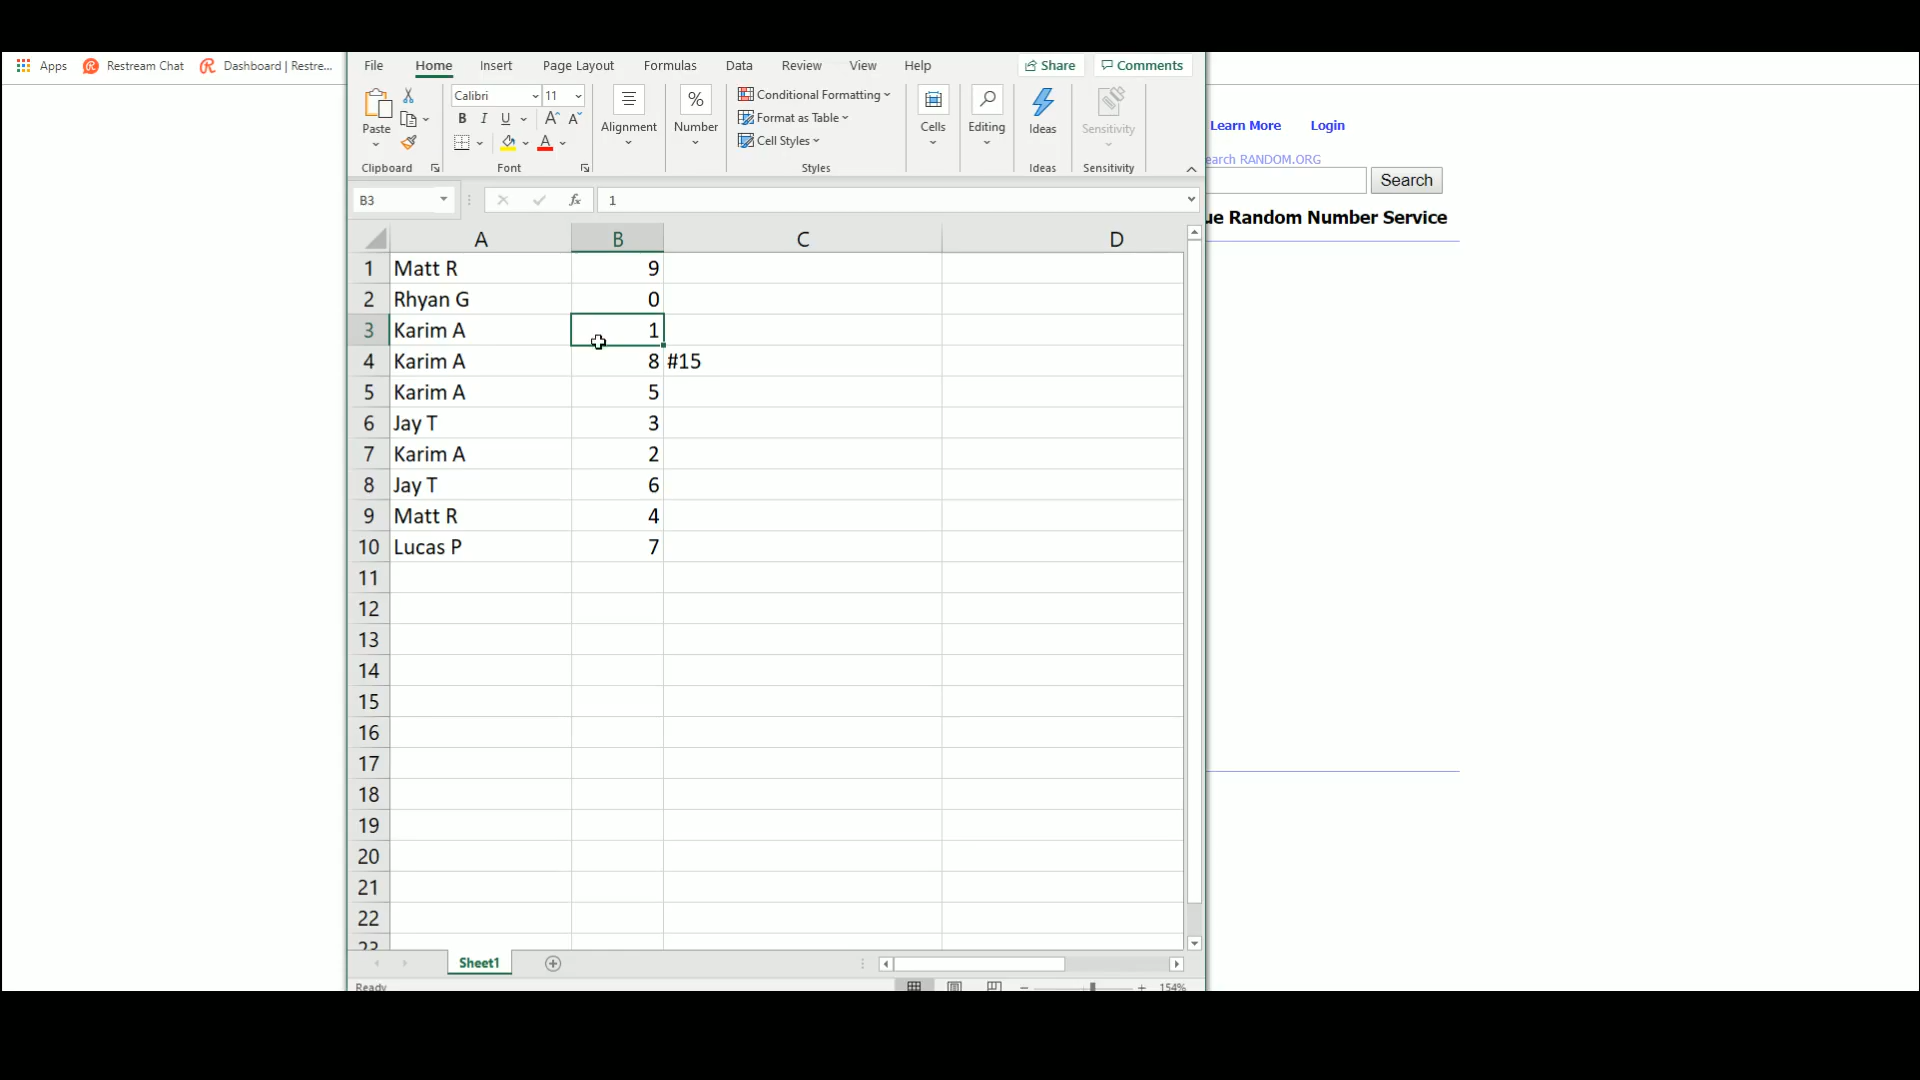 Apps Restream Chat Dashboard | Restre...
File Home Insert Page Layout Formulas Data Review View Help Share Comments
Calibri 11
Paste
B I U
Alignment
Number
Conditional Formatting
Format as Table
Cell Styles
Cells
Editing
Ideas
Sensitivity
Clipboard Font Styles Ideas Sensitivity
Learn More Login
earch RANDOM.ORG
Search
ue Random Number Service
B3 fx 1
A B C D
1 Matt R 9
2 Rhyan G 0
3 Karim A 1
4 Karim A 8 #15
5 Karim A 5
6 Jay T 3
7 Karim A 2
8 Jay T 6
9 Matt R 4
10 Lucas P 7
11
12
13
14
15
16
17
18
19
20
21
22
23
Sheet1
Ready 154%